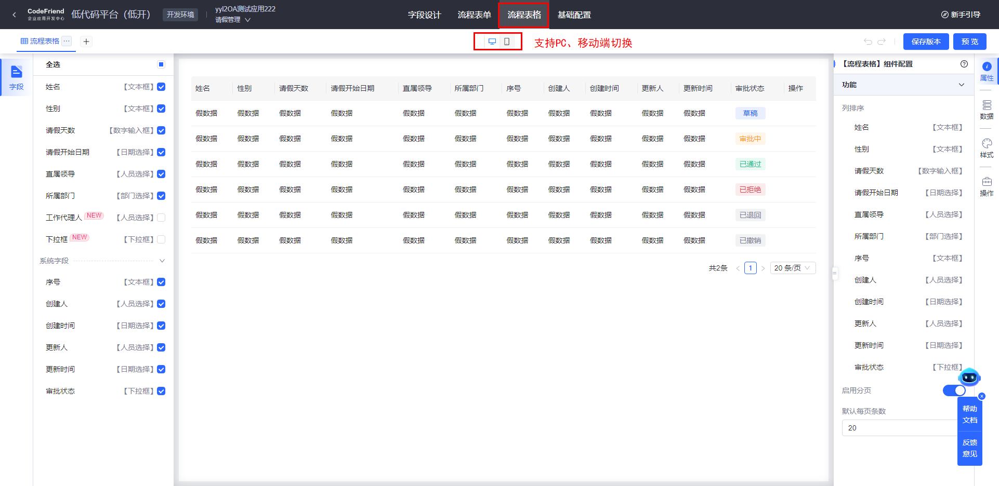 CodeFriend
企业应用开发中心
低代码平台（低开）
开发环境
yyl2OA测试应用222
请假管理
字段设计
流程表单
流程表格
基础配置
新手引导
流程表格
支持PC、移动端切换
保存版本
预 览
字段
全选
姓名 【文本框】
性别 【文本框】
请假天数 【数字输入框】
请假开始日期 【日期选择】
直属领导 【人员选择】
所属部门 【部门选择】
工作代理人 NEW 【人员选择】
下拉框 NEW 【下拉框】
系统字段
序号 【文本框】
创建人 【人员选择】
创建时间 【日期选择】
更新人 【人员选择】
更新时间 【日期选择】
审批状态 【下拉框】
姓名 性别 请假天数 请假开始日期 直属领导 所属部门 序号 创建人 创建时间 更新人 更新时间 审批状态 操作
假数据 假数据 假数据 假数据 假数据 假数据 假数据 假数据 假数据 假数据 假数据 草稿
假数据 假数据 假数据 假数据 假数据 假数据 假数据 假数据 假数据 假数据 假数据 审批中
假数据 假数据 假数据 假数据 假数据 假数据 假数据 假数据 假数据 假数据 假数据 已通过
假数据 假数据 假数据 假数据 假数据 假数据 假数据 假数据 假数据 假数据 假数据 已拒绝
假数据 假数据 假数据 假数据 假数据 假数据 假数据 假数据 假数据 假数据 假数据 已退回
假数据 假数据 假数据 假数据 假数据 假数据 假数据 假数据 假数据 假数据 假数据 已撤销
共2条 < 1 > 20 条/页
【流程表格】组件配置
功能
列排序
姓名 【文本框】
性别 【文本框】
请假天数 【数字输入框】
请假开始日期 【日期选择】
直属领导 【人员选择】
所属部门 【部门选择】
序号 【文本框】
创建人 【人员选择】
创建时间 【日期选择】
更新人 【人员选择】
更新时间 【日期选择】
审批状态 【下拉框】
启用分页
默认每页条数
20
属性
数据
样式
操作
帮助
文档
反馈
意见